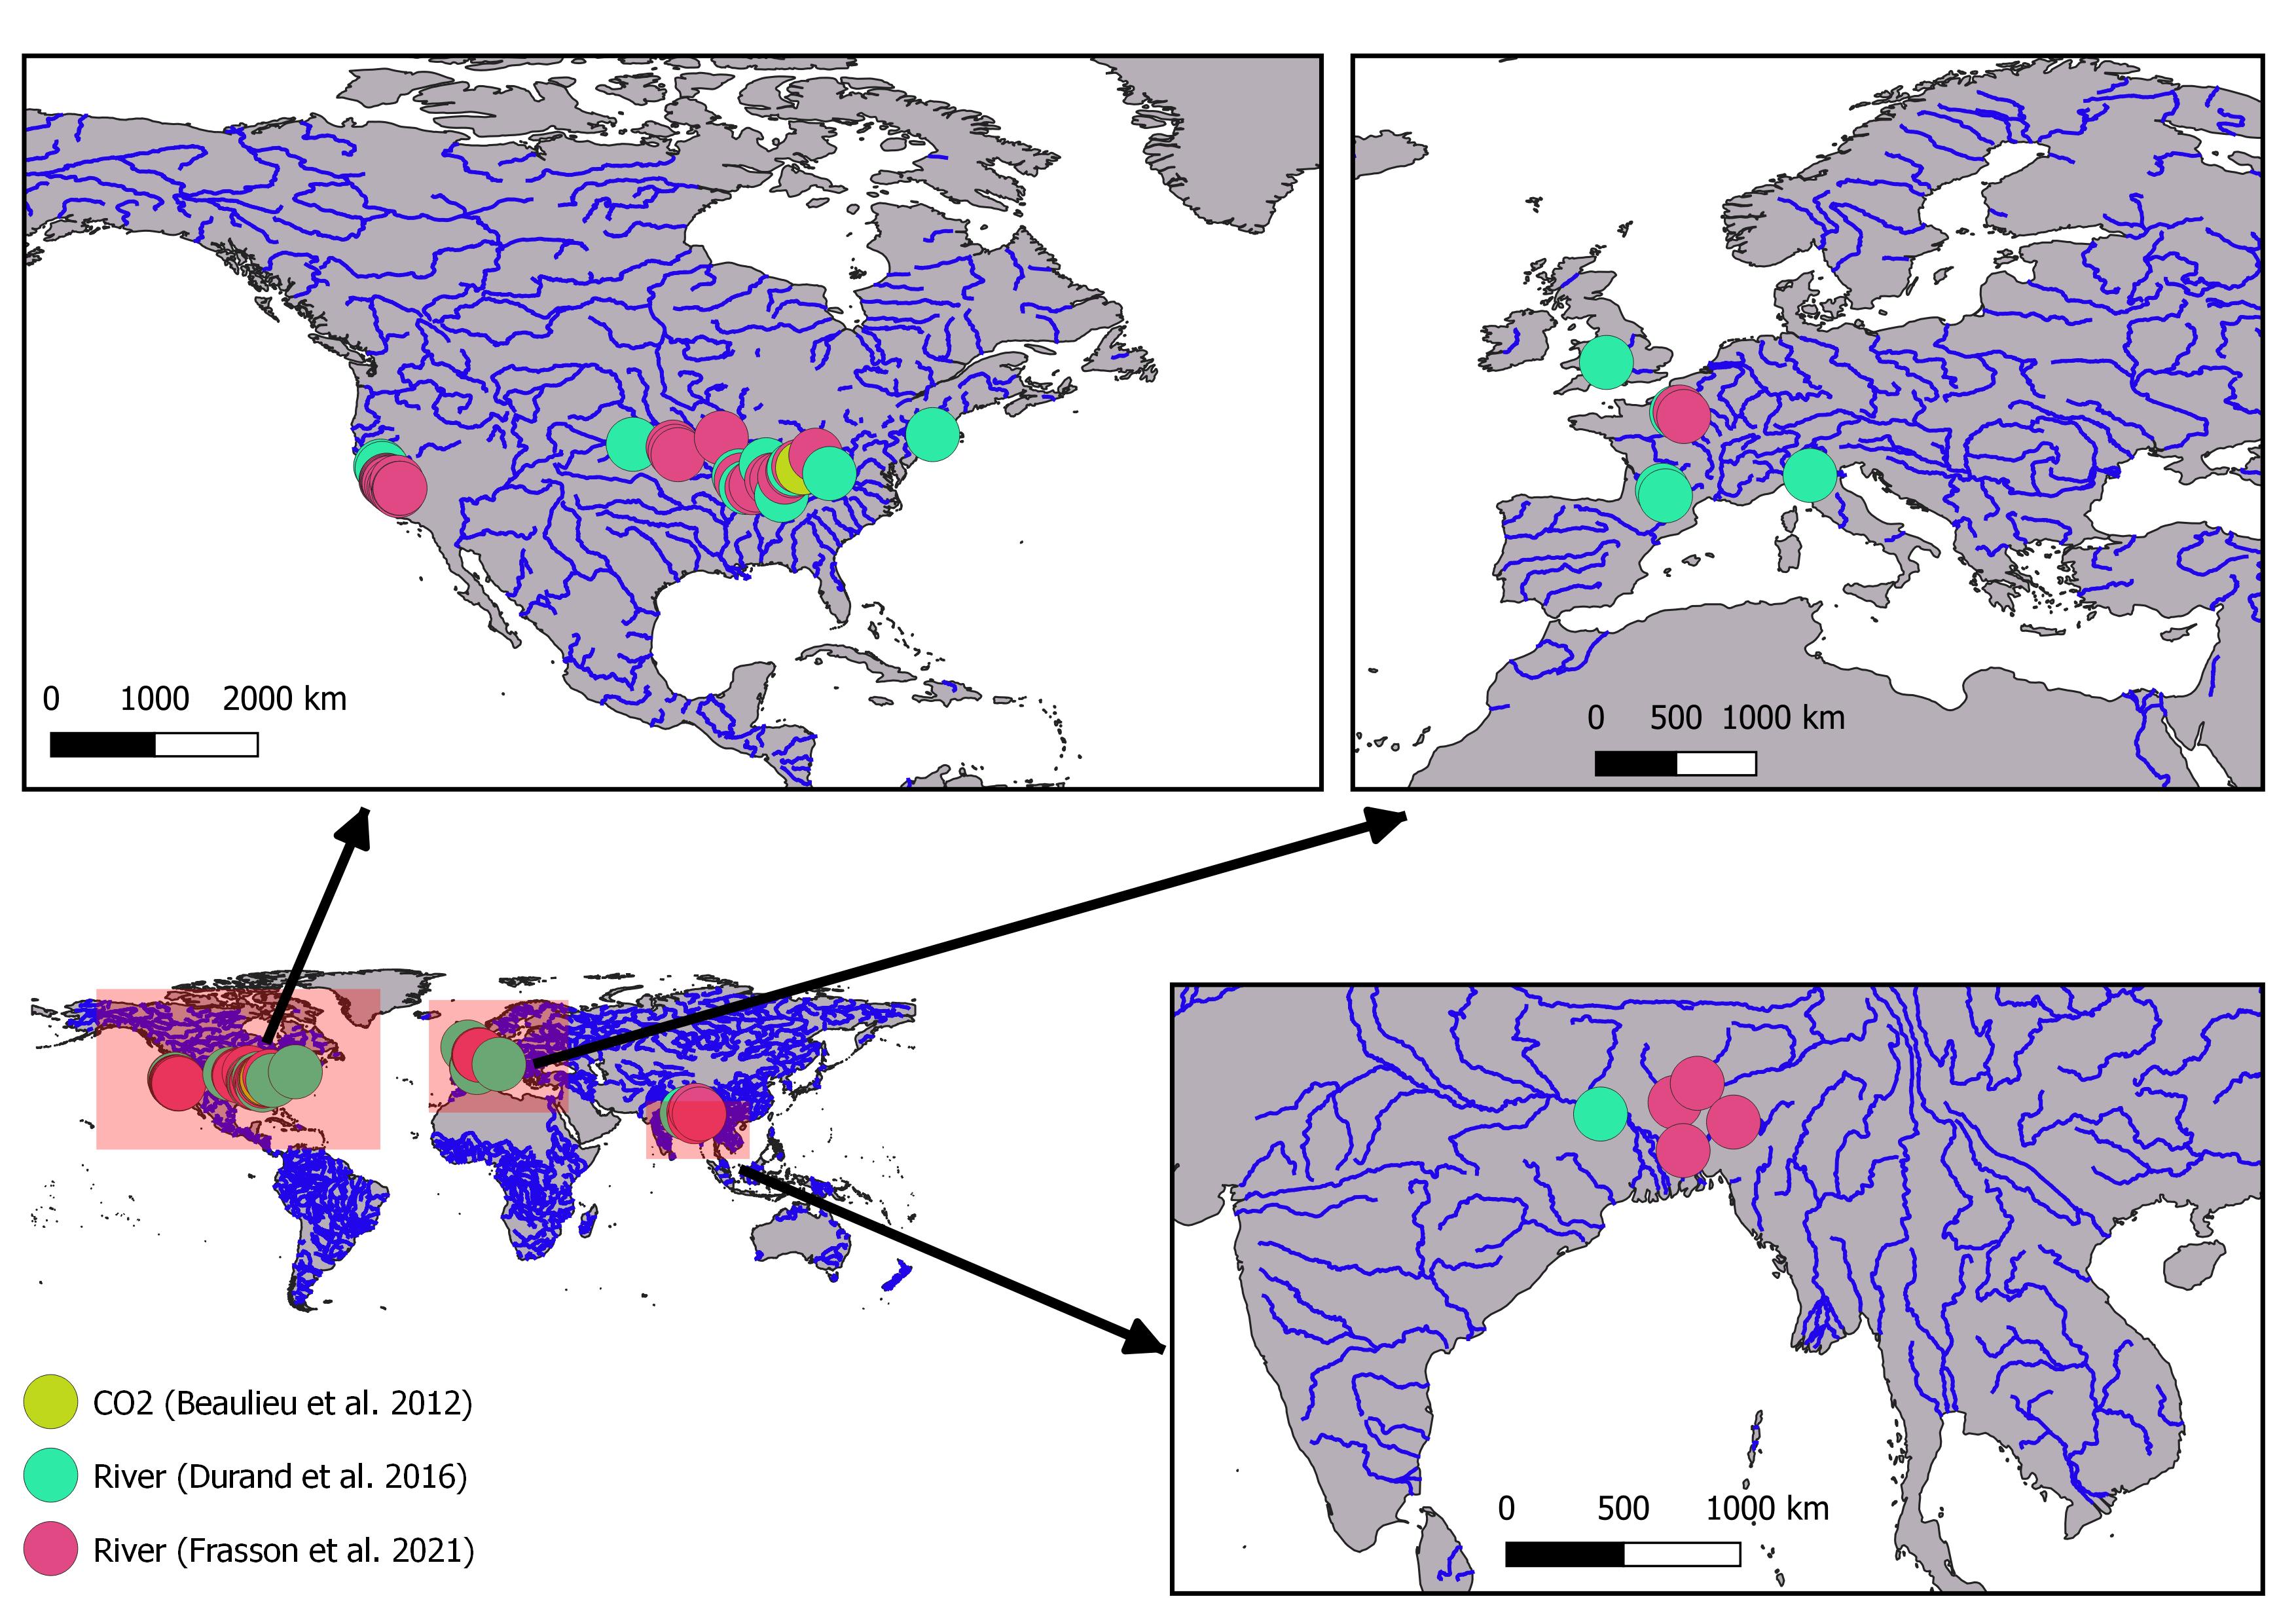 0 1000 2000 km
0 500 1000 km
0 500 1000 km
CO2 (Beaulieu et al. 2012)
River (Durand et al. 2016)
River (Frasson et al. 2021)